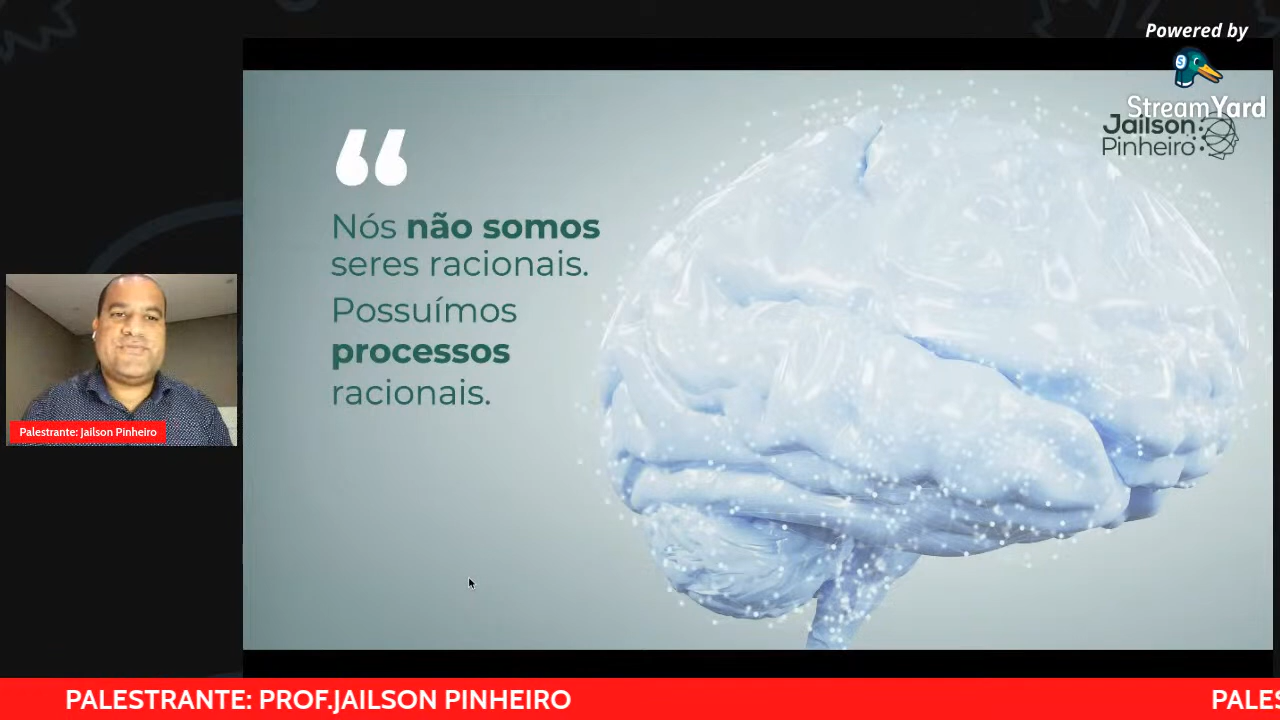 Powered by
StreamYard
Jailson
Pinheiro
“
Nós não somos
seres racionais.
Possuímos
processos
racionais.
Palestrante: Jailson Pinheiro
PALESTRANTE: PROF.JAILSON PINHEIRO
PALES